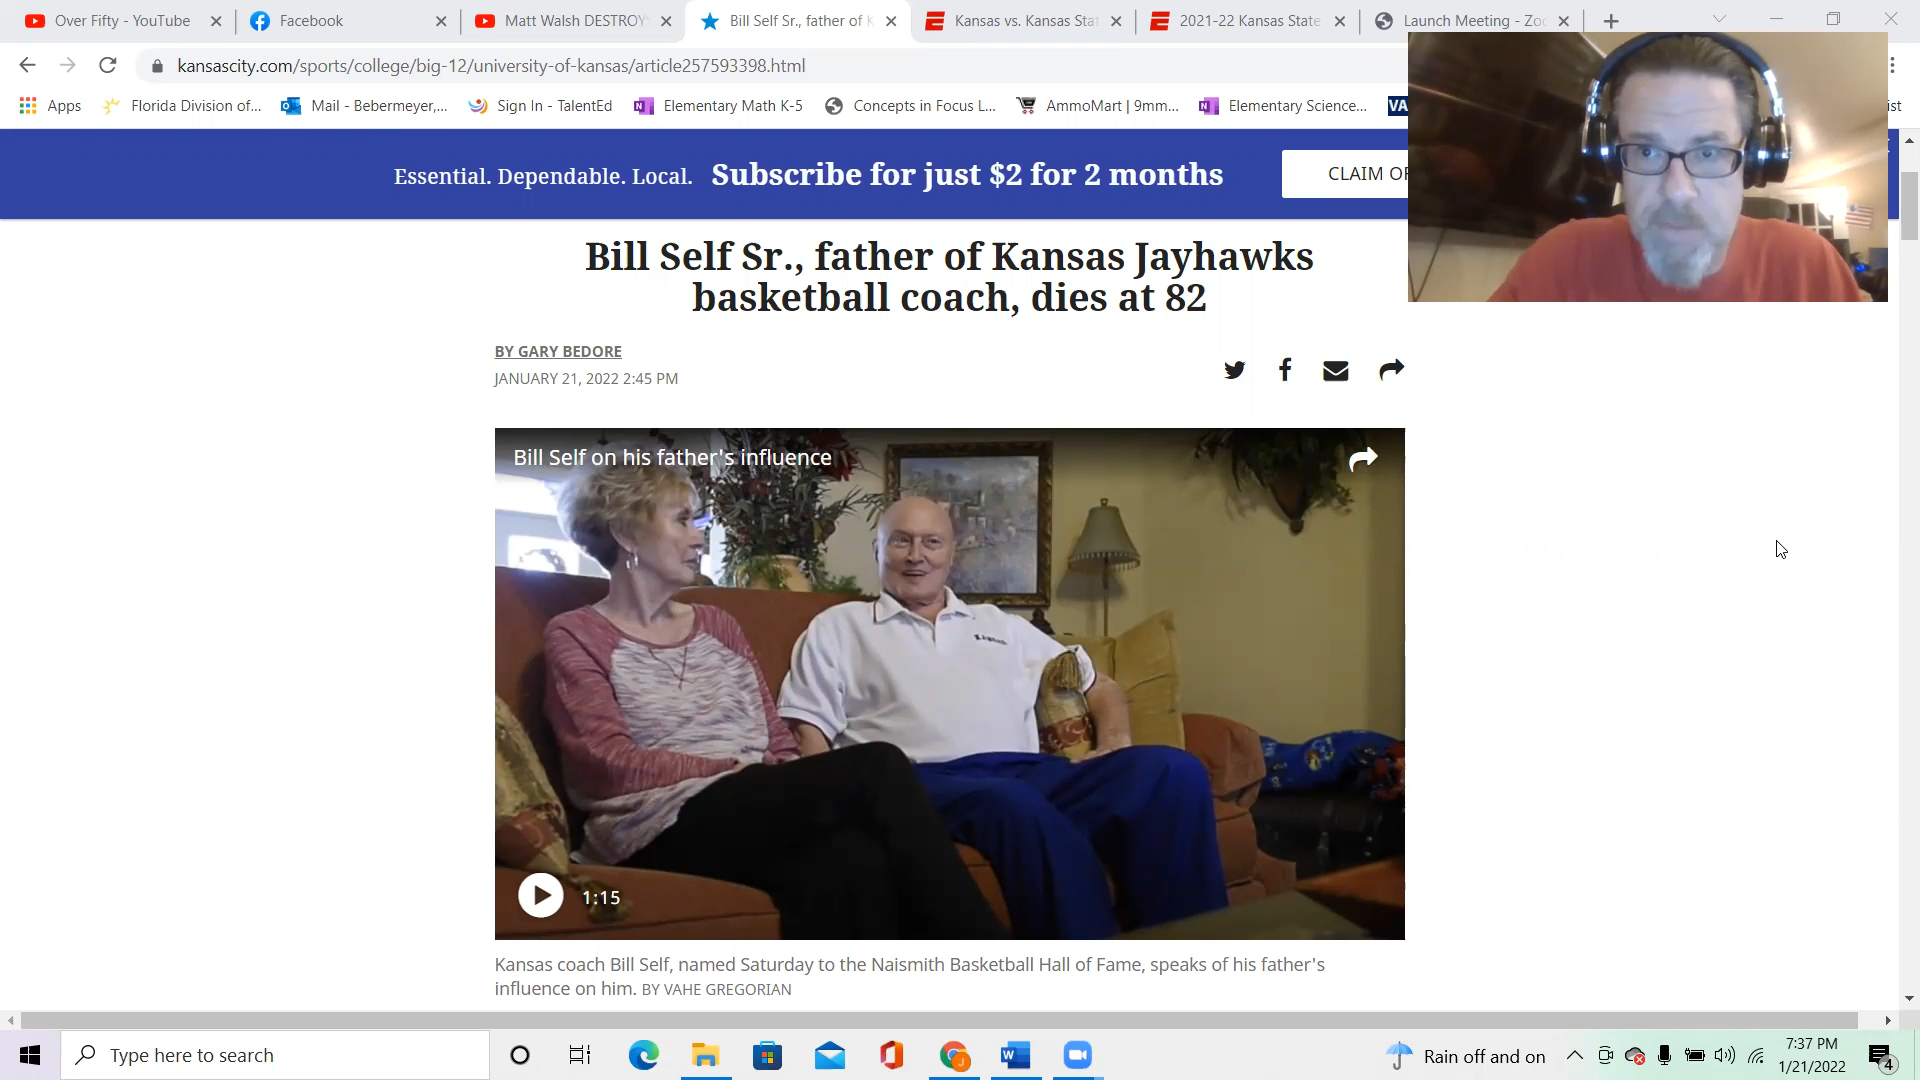 Over Fifty - YouTube
Facebook
Matt Walsh DESTROY
Bill Self Sr., father of K
Kansas vs. Kansas Stat
2021-22 Kansas State
Launch Meeting - Zoo
kansascity.com/sports/college/big-12/university-of-kansas/article257593398.html
Apps
Florida Division of...
Mail - Bebermeyer,...
Sign In - TalentEd
Elementary Math K-5
Concepts in Focus L...
AmmoMart | 9mm...
Elementary Science...
VA
ist
Essential. Dependable. Local. Subscribe for just $2 for 2 months
CLAIM OF
Bill Self Sr., father of Kansas Jayhawks
basketball coach, dies at 82
BY GARY BEDORE
JANUARY 21, 2022 2:45 PM
Bill Self on his father's influence
KANSAS
1:15
Kansas coach Bill Self, named Saturday to the Naismith Basketball Hall of Fame, speaks of his father's
influence on him. BY VAHE GREGORIAN
Type here to search
Rain off and on
7:37 PM
1/21/2022
4